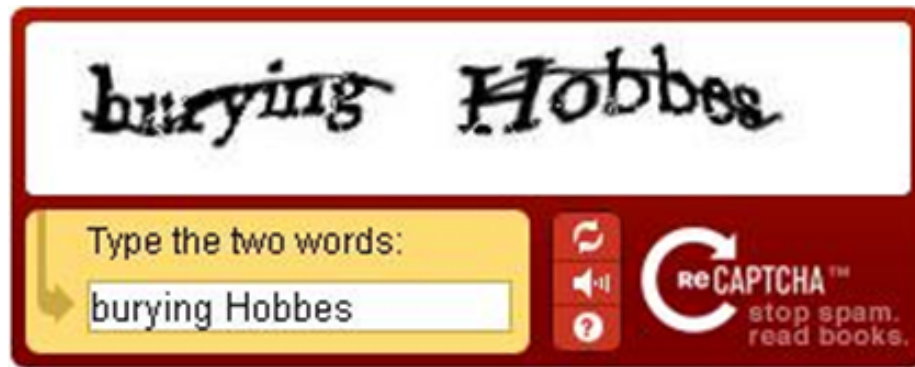 burying Hobbes
Type the two words:
burying Hobbes
?
ReCAPTCHA™
stop spam.
read books.